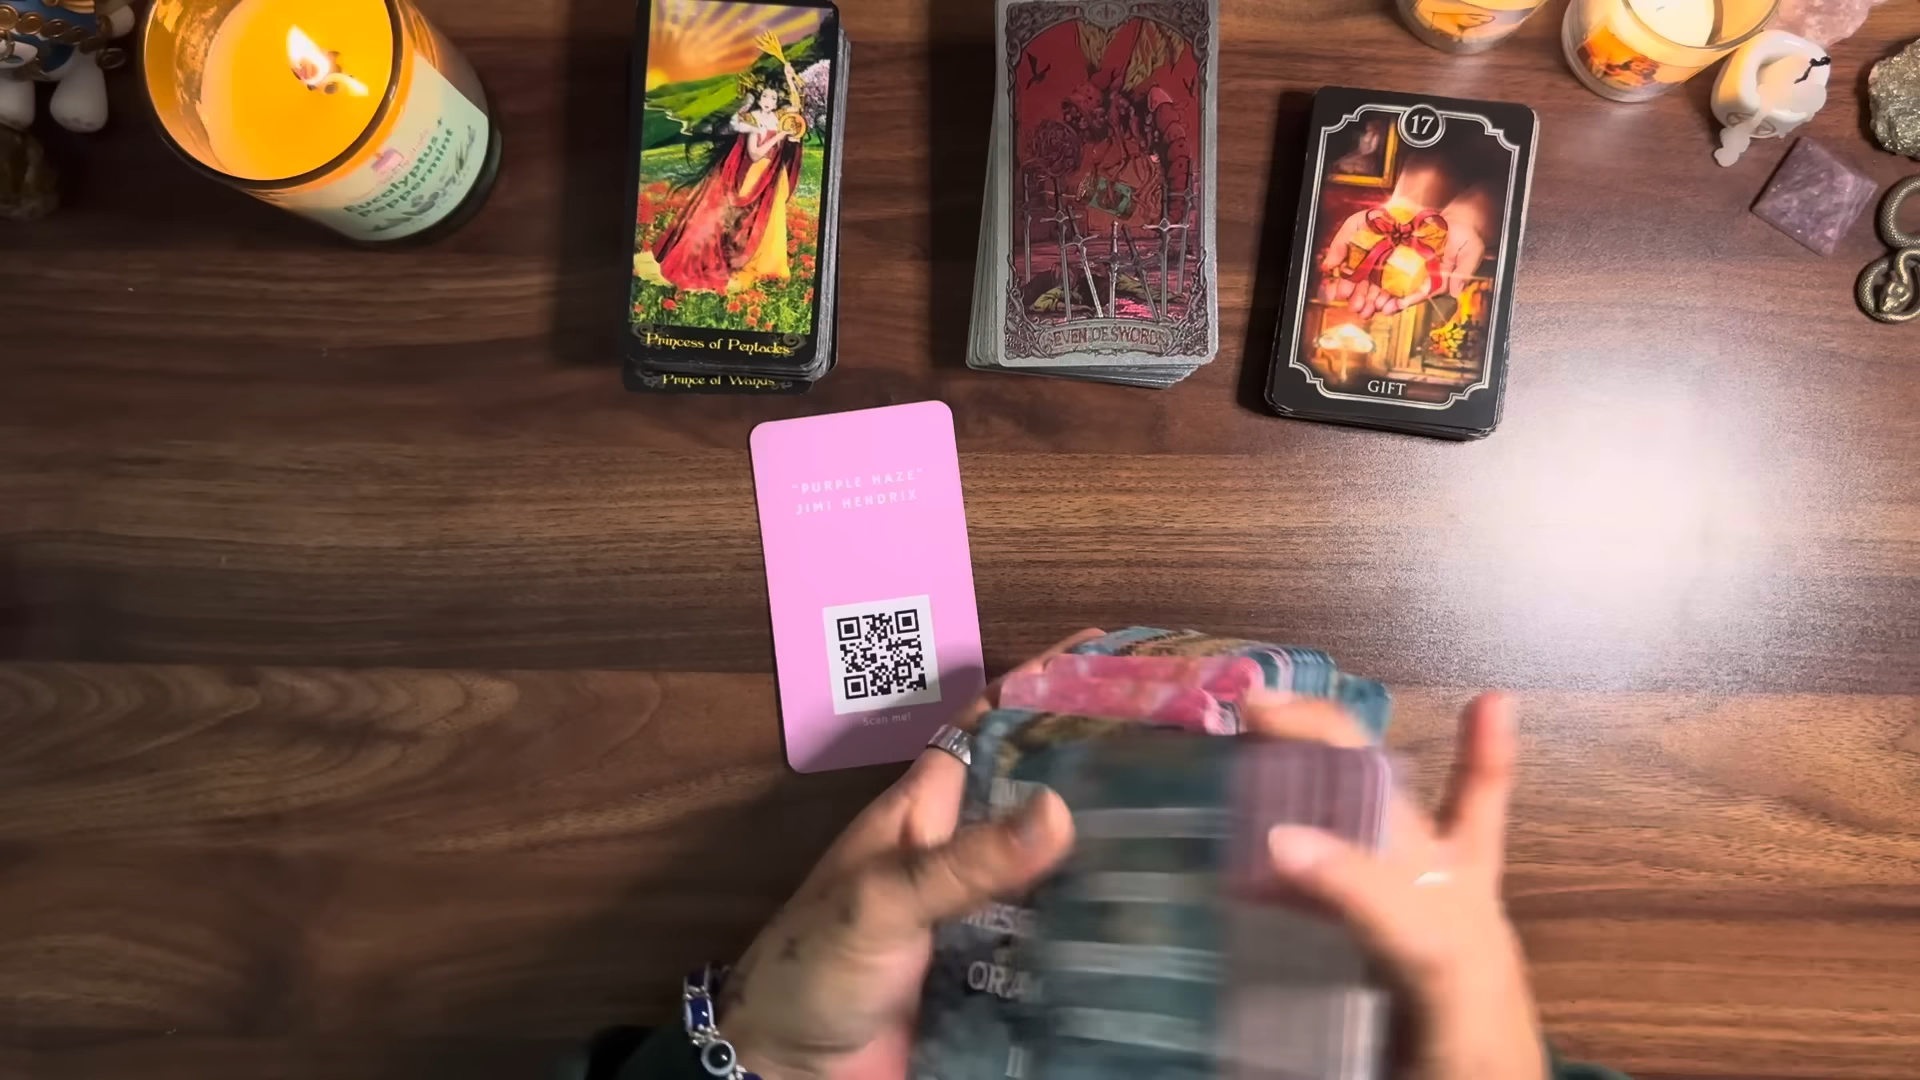 Eucalyptus +
Peppermint
Princess of Pentacles
Prince of Wands
SEVEN OF SWORDS
17
GIFT
"PURPLE HAZE"
JIMI HENDRIX
Scan me!